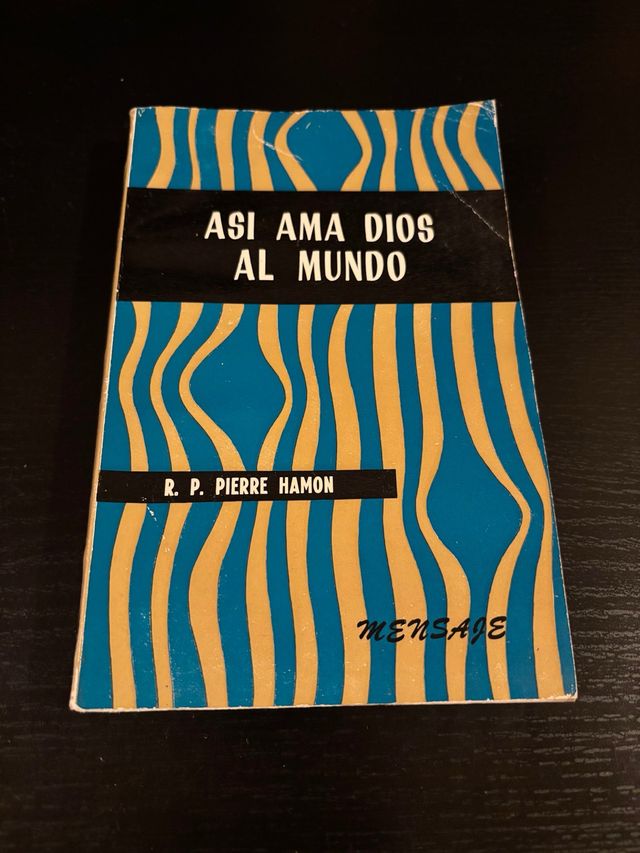 ASI AMA DIOS
AL MUNDO
R. P. PIERRE HAMON
MENSAJE